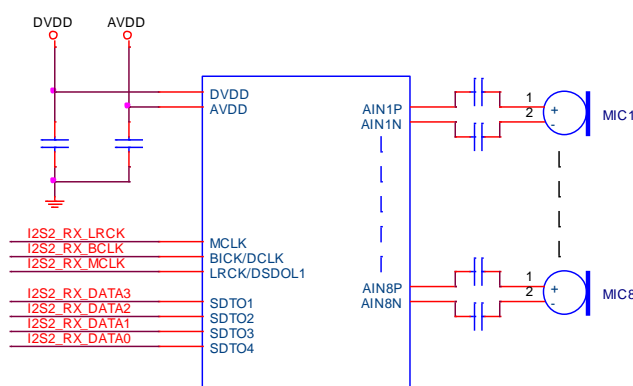 DVDD AVDD
DVDD
AVDD
AIN1P
AIN1N
1
2
+
-
MIC1
I2S2_RX_LRCK
I2S2_RX_BCLK
I2S2_RX_MCLK
MCLK
BICK/DCLK
LRCK/DSDOL1
I2S2_RX_DATA3
I2S2_RX_DATA2
I2S2_RX_DATA1
I2S2_RX_DATA0
SDTO1
SDTO2
SDTO3
SDTO4
AIN8P
AIN8N
1
2
+
-
MIC8